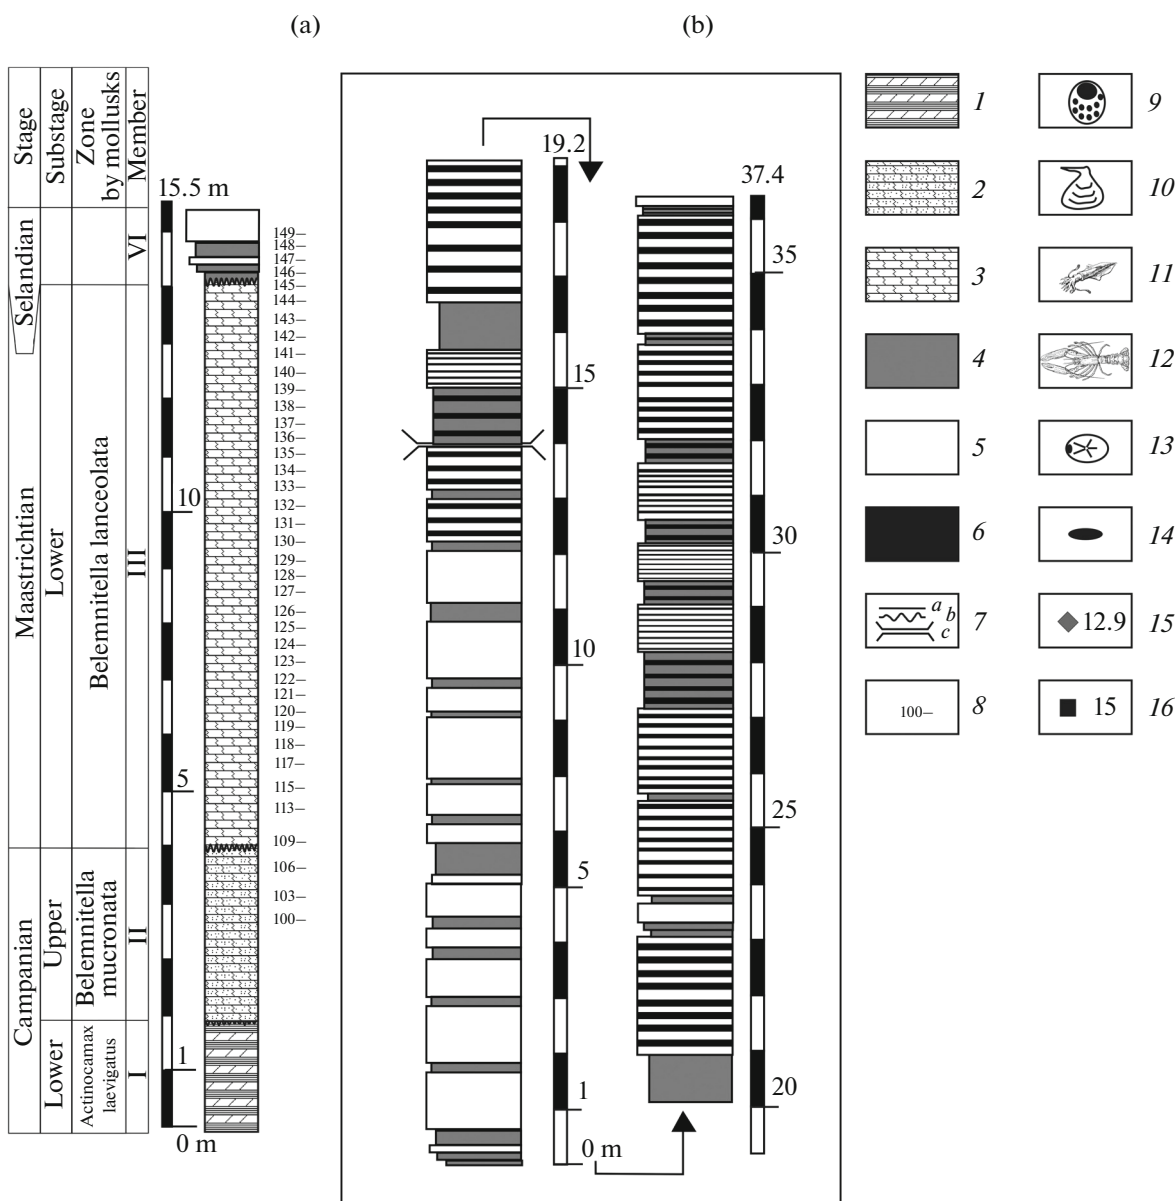 (a)
(b)
Stage
Substage
Zone
by mollusks
Member
15.5 m
10
5
1
0 m
Selandian
Maastrichtian
Campanian
Lower
Upper
Lower
Belemnitella lanceolata
Belemnitella
mucronata
Actinocamax
laevigatus
VI
III
II
I
149–
148–
147–
146–
145–
144–
143–
142–
141–
140–
139–
138–
137–
136–
135–
134–
133–
132–
131–
130–
129–
128–
127–
126–
125–
124–
123–
122–
121–
120–
119–
118–
117–
115–
113–
109–
106–
103–
100–
19.2
15
10
5
1
0 m
37.4
35
30
25
20
1
2
3
4
5
6
a
b
c
7
100–
8
9
10
11
12
13
14
12.9
15
15
16